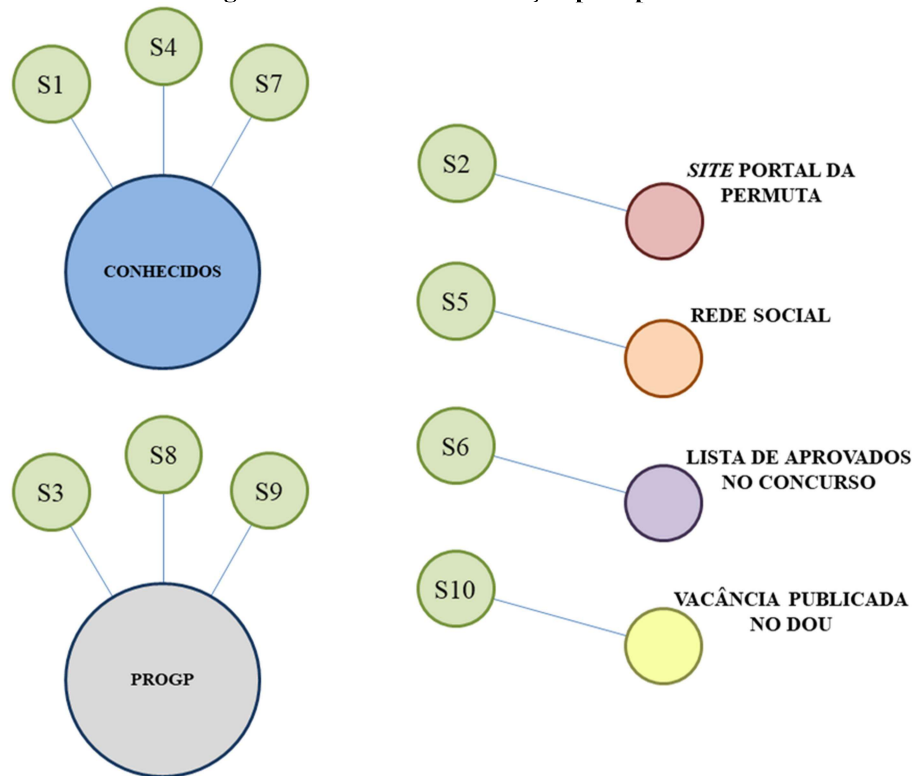 S1
S4
S7
CONHECIDOS
S3
S8
S9
PROGP
S2
SITE PORTAL DA
PERMUTA
S5
REDE SOCIAL
S6
LISTA DE APROVADOS
NO CONCURSO
S10
VACÂNCIA PUBLICADA
NO DOU